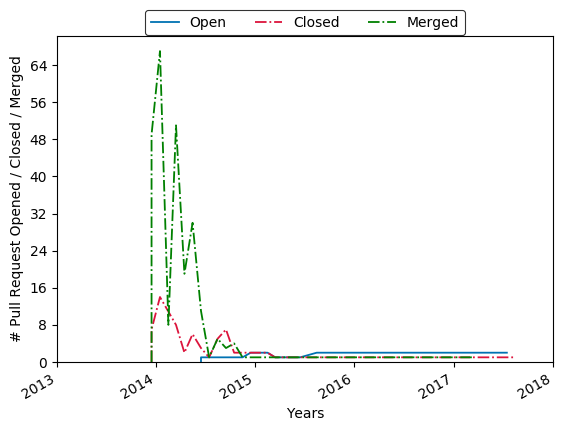 Open Closed Merged
# Pull Request Opened / Closed / Merged
64
56
48
40
32
24
16
8
0
2013 2014 2015 2016 2017 2018
Years